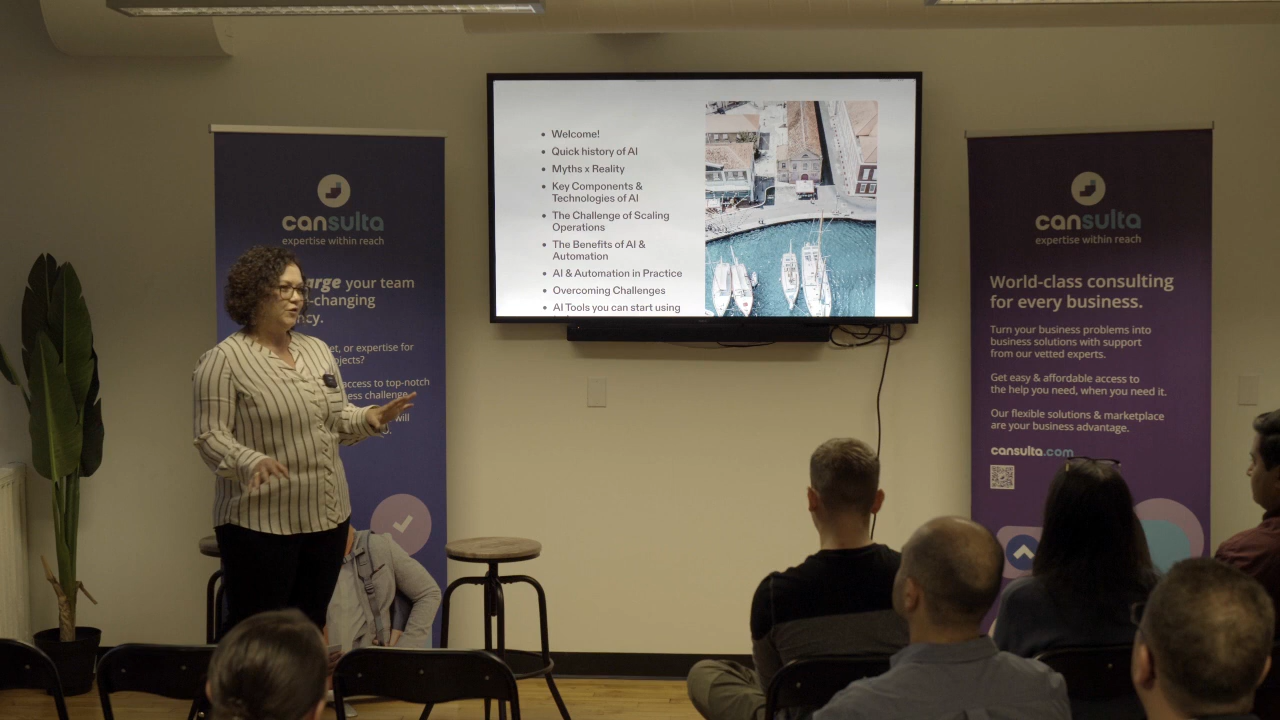 cansulta
expertise within reach
arge your team
e-changing
ncy.
et, or expertise for
ojects?
access to top-notch
ess challenge
will
• Welcome!
• Quick history of AI
• Myths x Reality
• Key Components &
Technologies of AI
• The Challenge of Scaling
Operations
• The Benefits of AI &
Automation
• AI & Automation in Practice
• Overcoming Challenges
• AI Tools you can start using
cansulta
expertise within reach
World-class consulting
for every business.
Turn your business problems into
business solutions with support
from our vetted experts.
Get easy & affordable access to
the help you need, when you need it.
Our flexible solutions & marketplace
are your business advantage.
cansulta.com